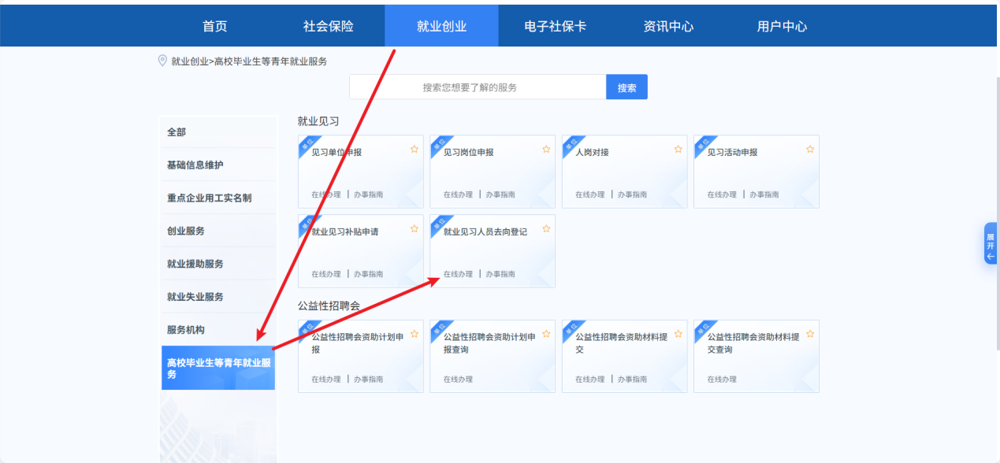 首页 社会保险 就业创业 电子社保卡 资讯中心 用户中心
就业创业>高校毕业生等青年就业服务
搜索您想要了解的服务 搜索
全部
基础信息维护
重点企业用工实名制
创业服务
就业援助服务
就业失业服务
服务机构
高校毕业生等青年就业服
务
就业见习
单位 见习单位申报
在线办理 | 办事指南
单位 见习岗位申报
在线办理 | 办事指南
单位 人岗对接
在线办理 | 办事指南
单位 见习活动申报
在线办理 | 办事指南
单位 就业见习补贴申请
在线办理 | 办事指南
单位 就业见习人员去向登记
在线办理 | 办事指南
公益性招聘会
单位 公益性招聘会资助计划申
报
在线办理 | 办事指南
单位 公益性招聘会资助计划申
报查询
在线办理
单位 公益性招聘会资助材料提
交
在线办理 | 办事指南
单位 公益性招聘会资助材料提
交查询
在线办理
展
开